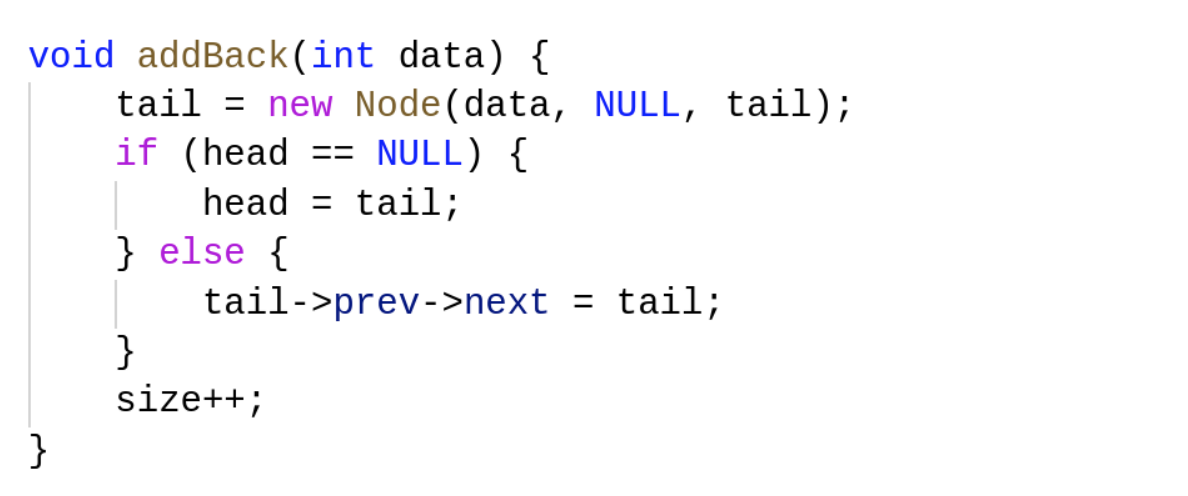 void addBack(int data) {
    tail = new Node(data, NULL, tail);
    if (head == NULL) {
        head = tail;
    } else {
        tail->prev->next = tail;
    }
    size++;
}